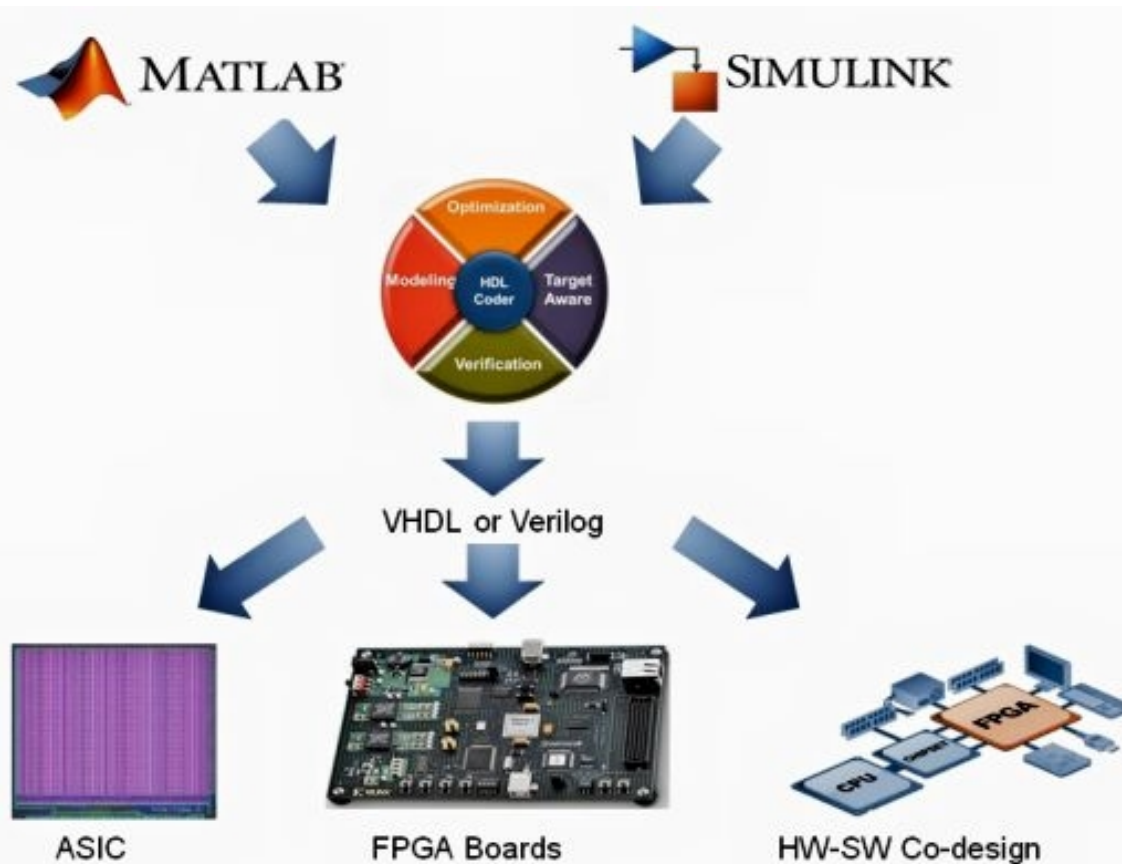 MATLAB®
SIMULINK®
Optimization
Modeling
HDL
Coder
Target
Aware
Verification
VHDL or Verilog
XILINX
FPGA
CHIPSET
CPU
ASIC
FPGA Boards
HW-SW Co-design